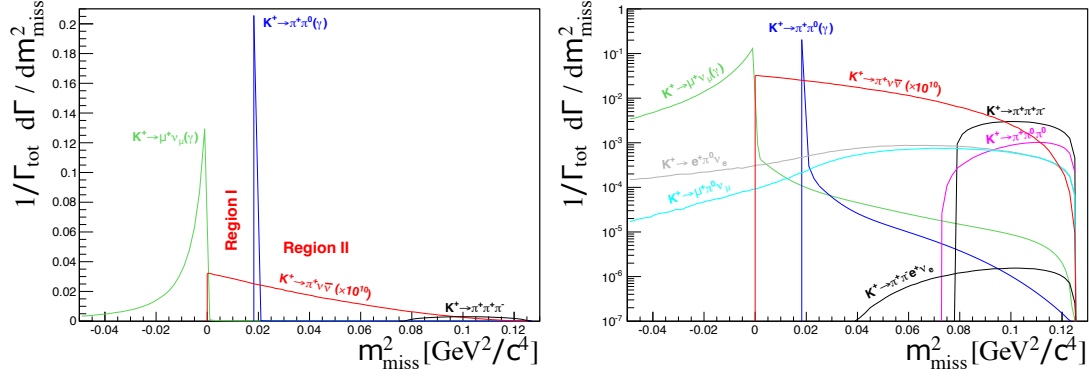 1/Γtot dΓ / dm²miss
0.2
0.18
0.16
0.14
0.12
0.1
0.08
0.06
0.04
0.02
0
K⁺→π⁺π⁰(γ)
K⁺→μ⁺νμ(γ)
Region I
Region II
K⁺→π⁺νν̄ (×10¹⁰)
K⁺→π⁺π⁺π⁻
-0.04 -0.02 0 0.02 0.04 0.06 0.08 0.1 0.12
m²miss [GeV²/c⁴]
1/Γtot dΓ / dm²miss
1
10⁻¹
10⁻²
10⁻³
10⁻⁴
10⁻⁵
10⁻⁶
10⁻⁷
K⁺→π⁺π⁰(γ)
K⁺→μ⁺νμ(γ)
K⁺→π⁺νν̄ (×10¹⁰)
K⁺→π⁺π⁺π⁻
K⁺→π⁺π⁰π⁰
K⁺→e⁺π⁰νe
K⁺→μ⁺π⁰νμ
K⁺→π⁺π⁻e⁺νe
-0.04 -0.02 0 0.02 0.04 0.06 0.08 0.1 0.12
m²miss [GeV²/c⁴]